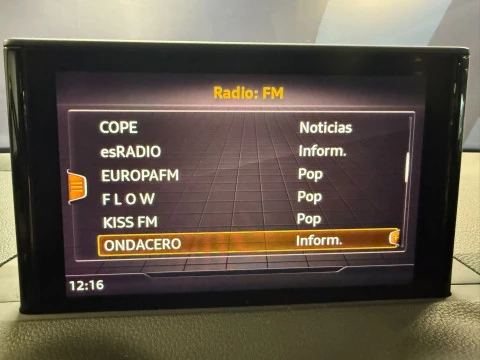 Radio: FM
COPE Noticias
esRADIO Inform.
EUROPAFM Pop
F L O W Pop
KISS FM Pop
ONDACERO Inform.
12:16